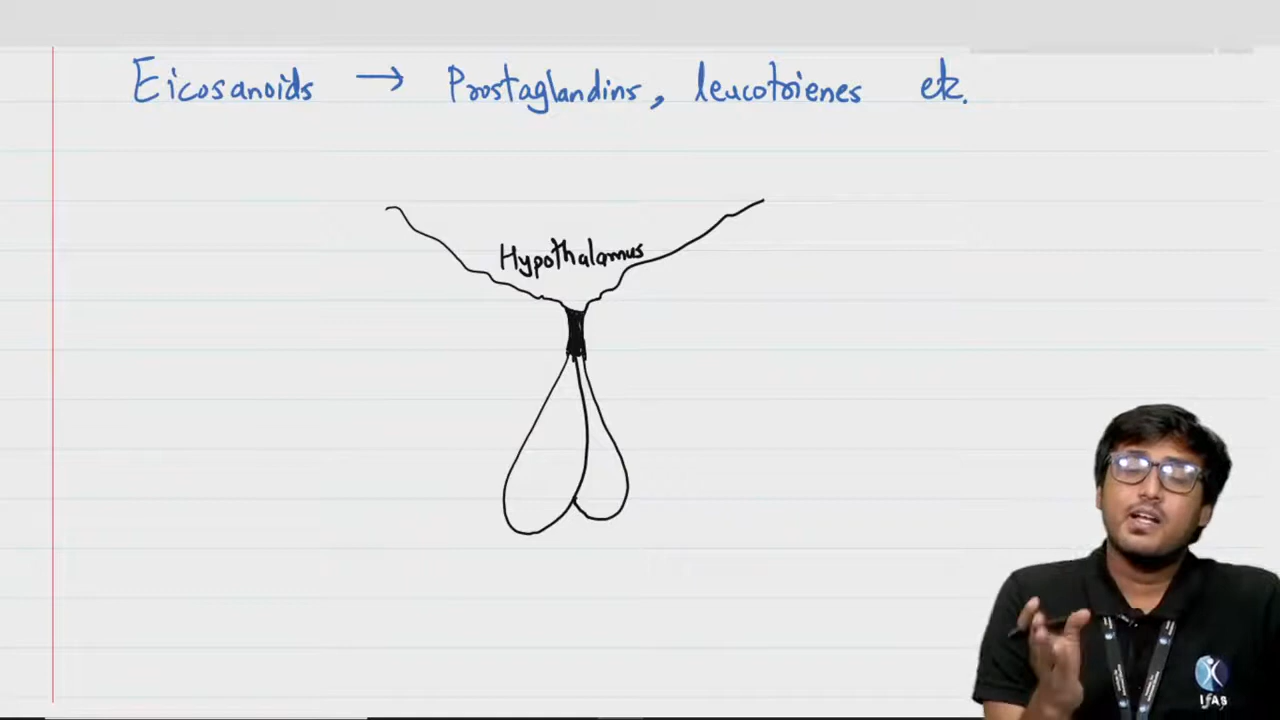 Eicosanoids → Prostaglandins, leucotrienes etc.
Hypothalamus
IFAS